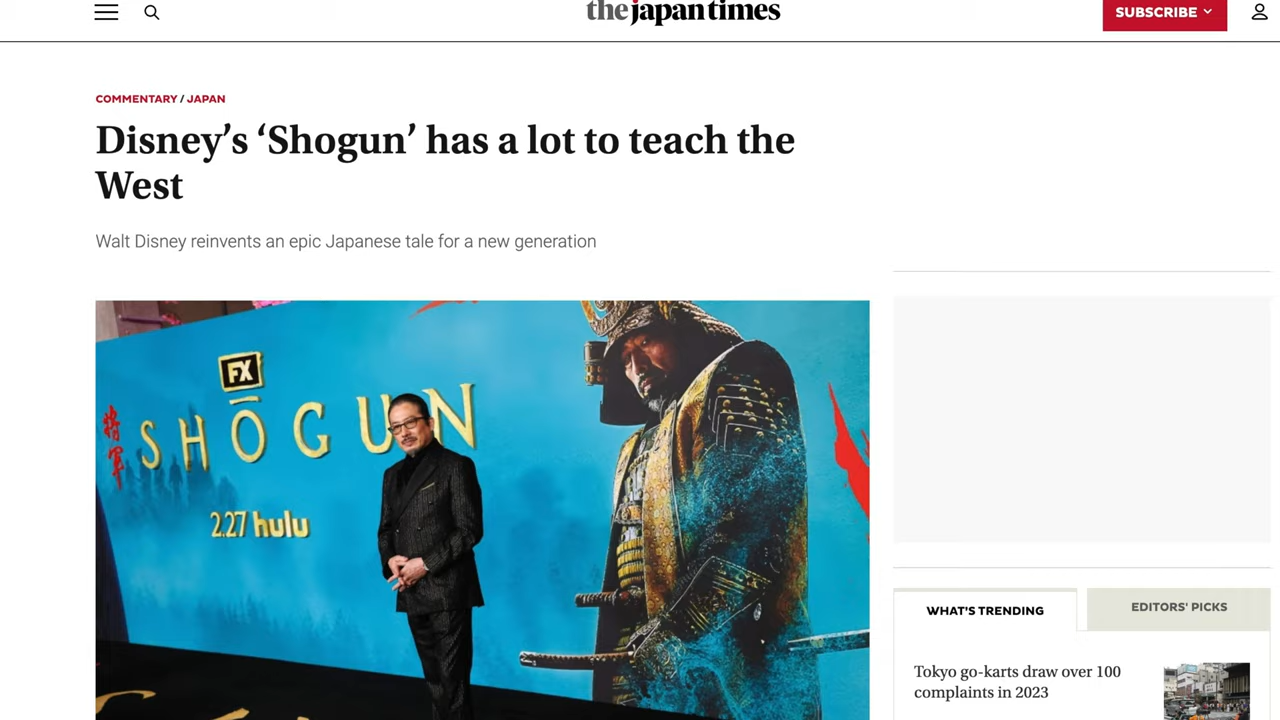 the japan times
SUBSCRIBE
COMMENTARY / JAPAN
Disney’s ‘Shogun’ has a lot to teach the
West
Walt Disney reinvents an epic Japanese tale for a new generation
FX
SHŌGUN
将軍
2.27 hulu
WHAT'S TRENDING
EDITORS' PICKS
Tokyo go-karts draw over 100
complaints in 2023